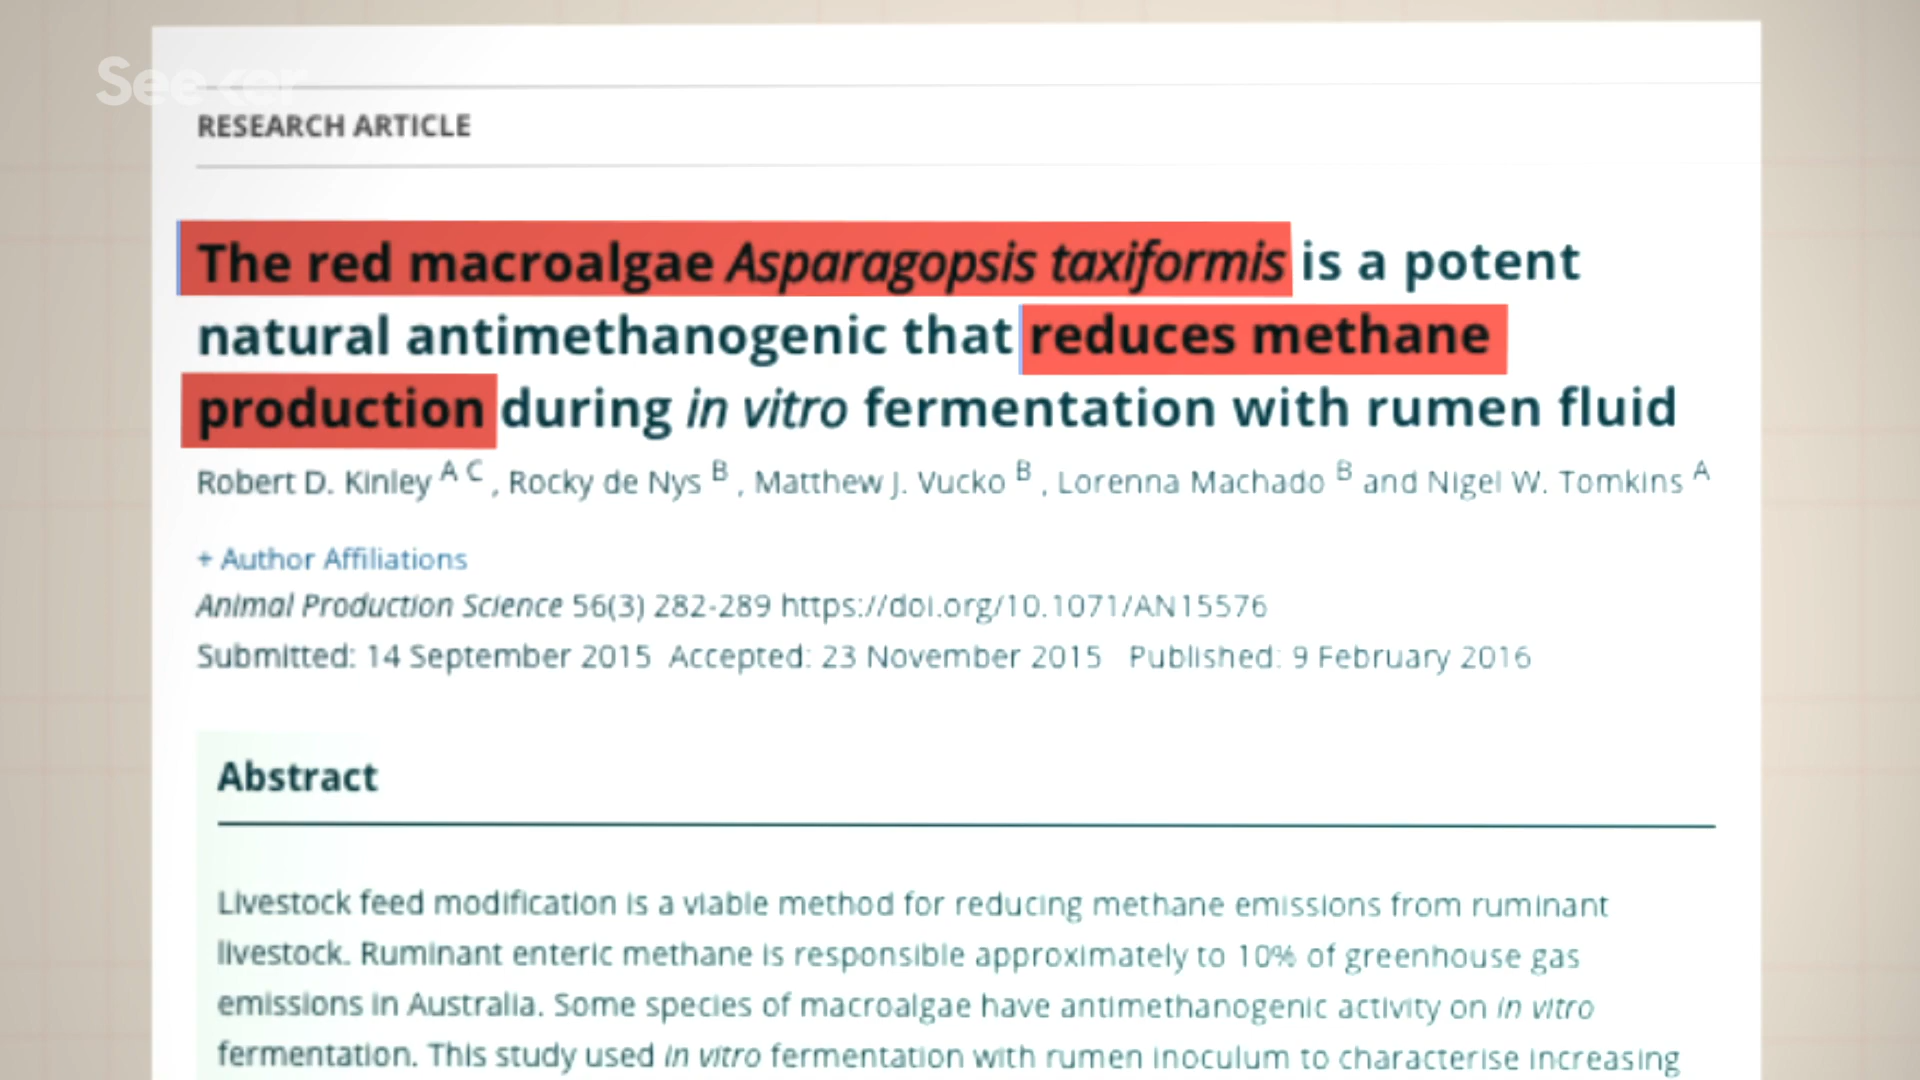 Seeker
RESEARCH ARTICLE
The red macroalgae Asparagopsis taxiformis is a potent
natural antimethanogenic that reduces methane
production during in vitro fermentation with rumen fluid
Robert D. Kinley A C , Rocky de Nys B , Matthew J. Vucko B , Lorenna Machado B and Nigel W. Tomkins A
+ Author Affiliations
Animal Production Science 56(3) 282-289 https://doi.org/10.1071/AN15576
Submitted: 14 September 2015 Accepted: 23 November 2015 Published: 9 February 2016
Abstract
Livestock feed modification is a viable method for reducing methane emissions from ruminant
livestock. Ruminant enteric methane is responsible approximately to 10% of greenhouse gas
emissions in Australia. Some species of macroalgae have antimethanogenic activity on in vitro
fermentation. This study used in vitro fermentation with rumen inoculum to characterise increasing